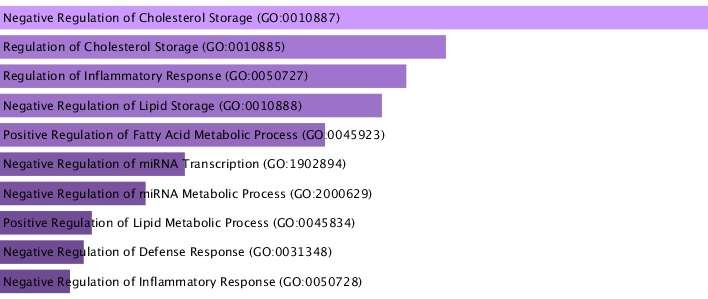 Negative Regulation of Cholesterol Storage (GO:0010887)
Regulation of Cholesterol Storage (GO:0010885)
Regulation of Inflammatory Response (GO:0050727)
Negative Regulation of Lipid Storage (GO:0010888)
Positive Regulation of Fatty Acid Metabolic Process (GO:0045923)
Negative Regulation of miRNA Transcription (GO:1902894)
Negative Regulation of miRNA Metabolic Process (GO:2000629)
Positive Regulation of Lipid Metabolic Process (GO:0045834)
Negative Regulation of Defense Response (GO:0031348)
Negative Regulation of Inflammatory Response (GO:0050728)